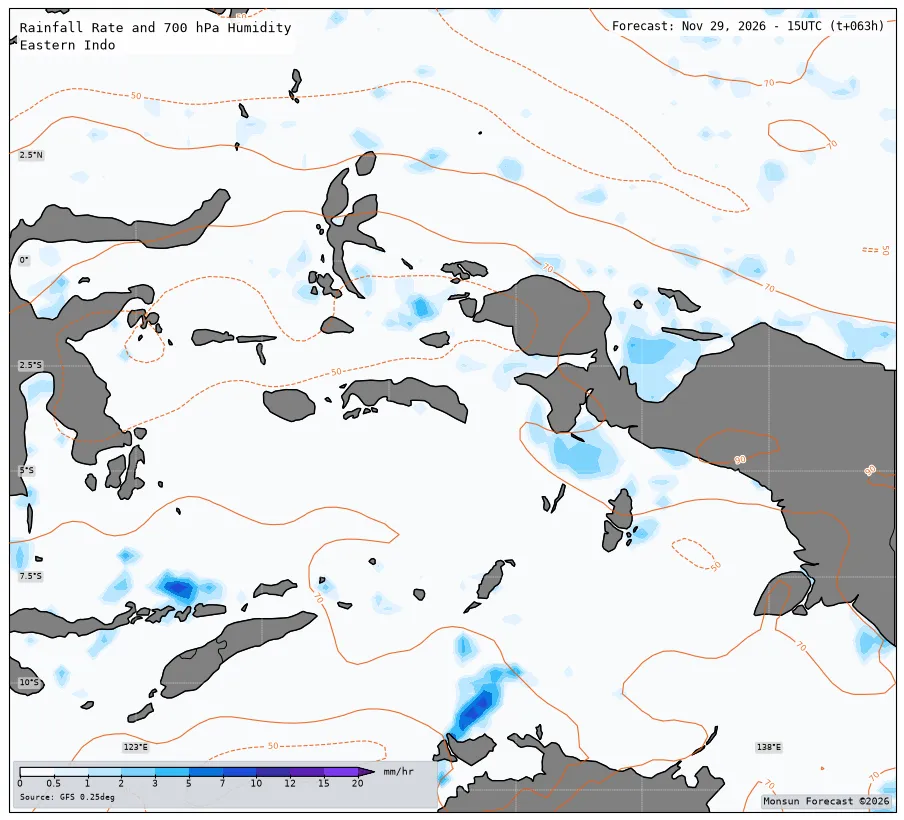 Rainfall Rate and 700 hPa Humidity
Eastern Indo
Forecast: Nov 29, 2026 - 15UTC (t+063h)
50
70
50
70
2.5°N
50
0°
70
70
2.5°S
50
90
90
5°S
50
7.5°S
70
70
10°S
123°E
50
138°E
70
70
mm/hr
0 0.5 1 2 3 5 7 10 12 15 20
Source: GFS 0.25deg
Monsun Forecast ©2026